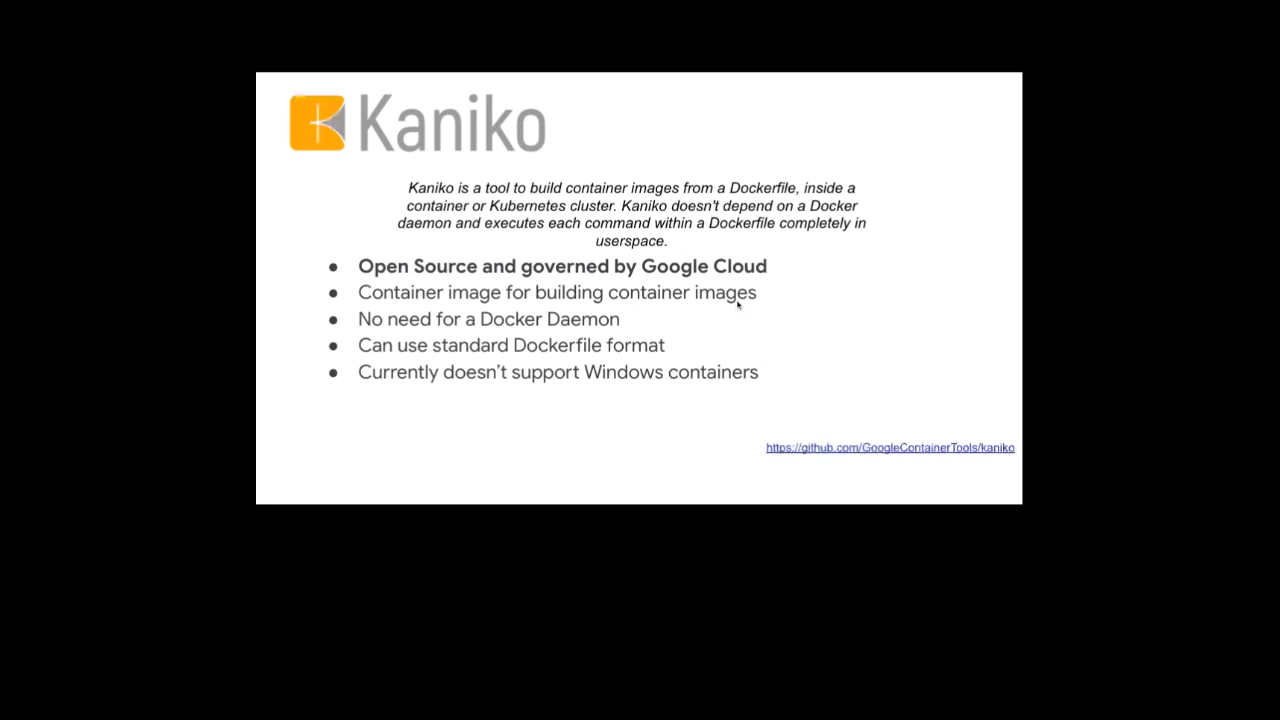 Kaniko
Kaniko is a tool to build container images from a Dockerfile, inside a
container or Kubernetes cluster. Kaniko doesn't depend on a Docker
daemon and executes each command within a Dockerfile completely in
userspace.
● Open Source and governed by Google Cloud
● Container image for building container images
● No need for a Docker Daemon
● Can use standard Dockerfile format
● Currently doesn't support Windows containers
https://github.com/GoogleContainerTools/kaniko